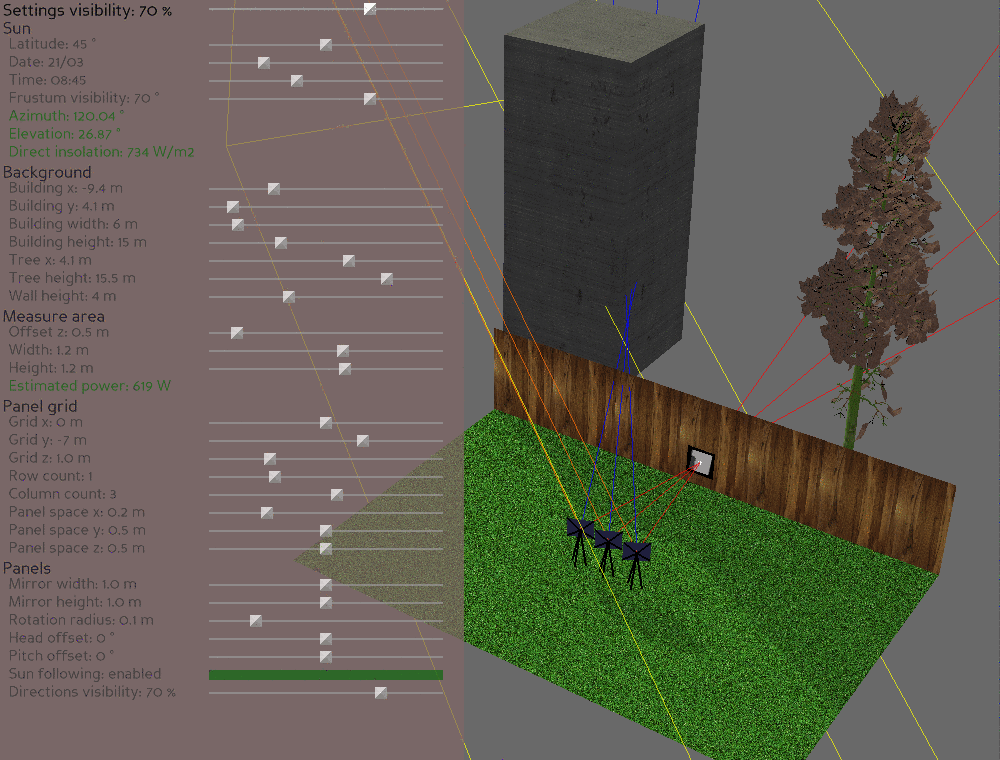 Settings visibility: 70 %
Sun
Latitude: 45 °
Date: 21/03
Time: 08:45
Frustum visibility: 70 °
Azimuth: 120.04 °
Elevation: 26.87 °
Direct insolation: 734 W/m2
Background
Building x: -9.4 m
Building y: 4.1 m
Building width: 6 m
Building height: 15 m
Tree x: 4.1 m
Tree height: 15.5 m
Wall height: 4 m
Measure area
Offset z: 0.5 m
Width: 1.2 m
Height: 1.2 m
Estimated power: 619 W
Panel grid
Grid x: 0 m
Grid y: -7 m
Grid z: 1.0 m
Row count: 1
Column count: 3
Panel space x: 0.2 m
Panel space y: 0.5 m
Panel space z: 0.5 m
Panels
Mirror width: 1.0 m
Mirror height: 1.0 m
Rotation radius: 0.1 m
Head offset: 0 °
Pitch offset: 0 °
Sun following: enabled
Directions visibility: 70 %